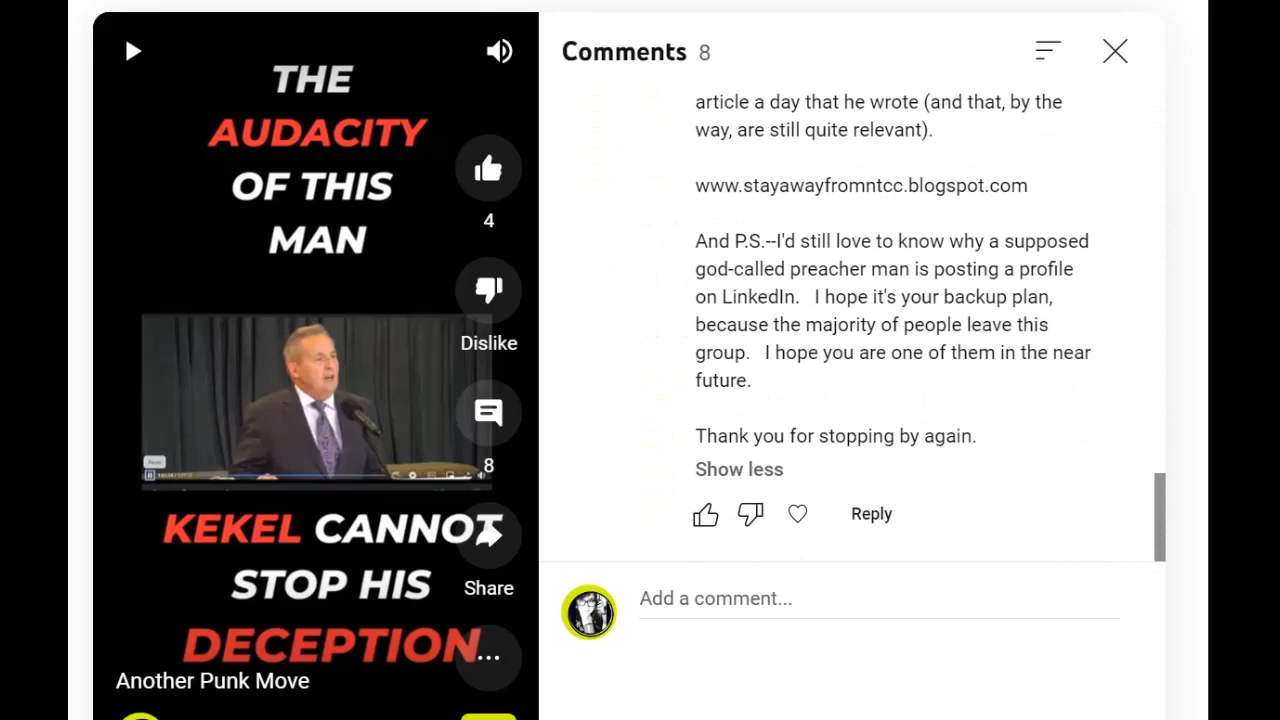 THE
AUDACITY
OF THIS
MAN
KEKEL CANNOT
STOP HIS
DECEPTION
Another Punk Move
4
Dislike
8
Share
Comments 8
article a day that he wrote (and that, by the
way, are still quite relevant).
www.stayawayfromntcc.blogspot.com
And P.S.--I'd still love to know why a supposed
god-called preacher man is posting a profile
on LinkedIn. I hope it's your backup plan,
because the majority of people leave this
group. I hope you are one of them in the near
future.
Thank you for stopping by again.
Show less
Reply
Add a comment...